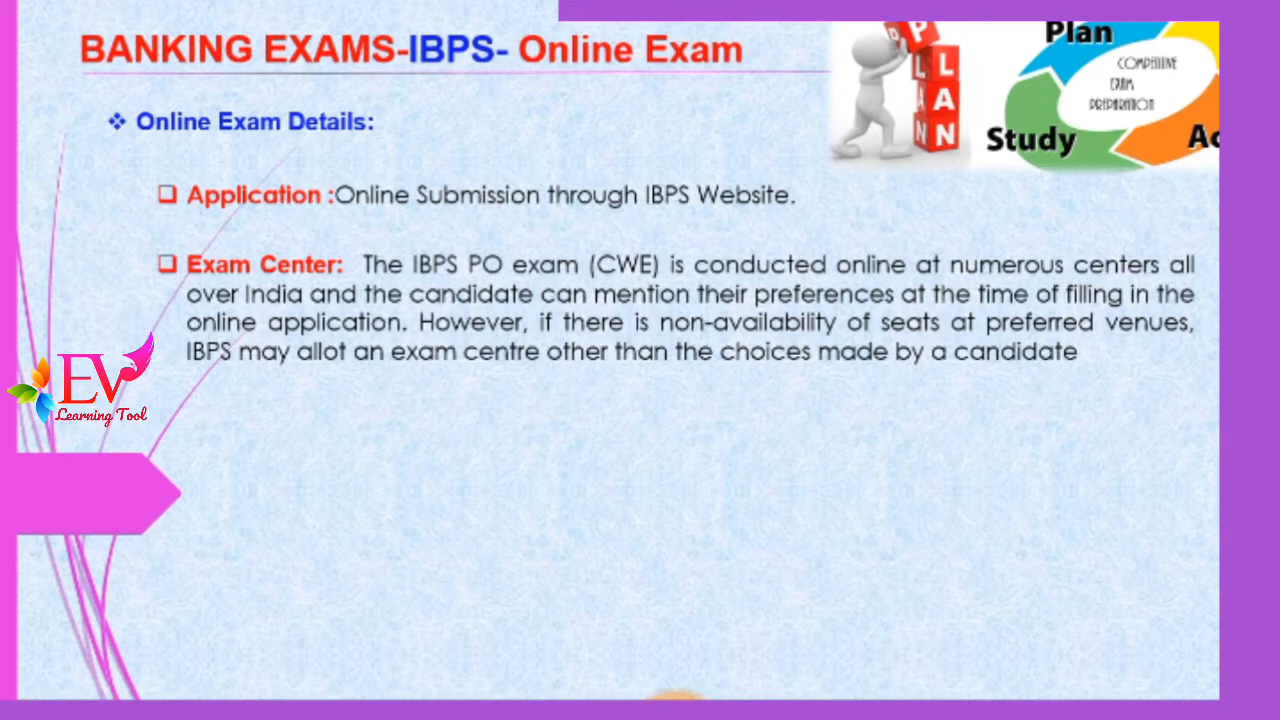 BANKING EXAMS-IBPS- Online Exam
Plan
COMPETITIVE
EXAM
PREPARATION
Study
P
L
A
N
L
A
N
❖ Online Exam Details:
❑ Application :Online Submission through IBPS Website.
❑ Exam Center: The IBPS PO exam (CWE) is conducted online at numerous centers all
over India and the candidate can mention their preferences at the time of filling in the
online application. However, if there is non-availability of seats at preferred venues,
IBPS may allot an exam centre other than the choices made by a candidate
EV
Learning Tool